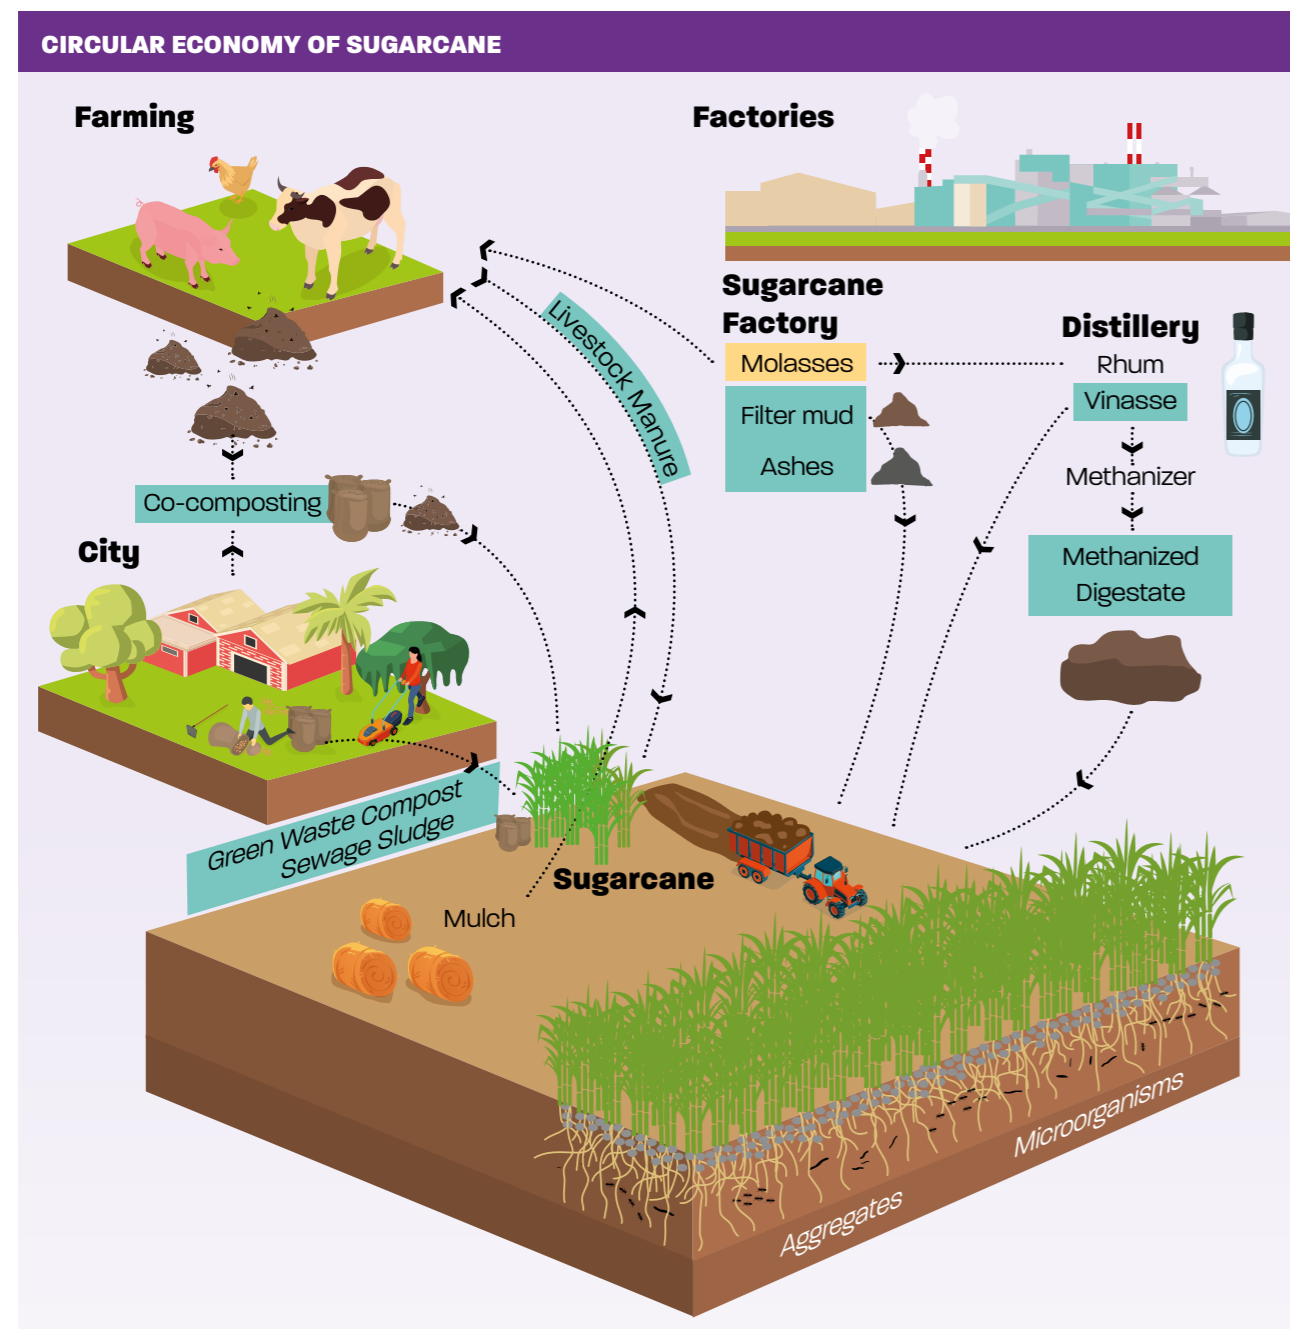 CIRCULAR ECONOMY OF SUGARCANE
Farming
Factories
Sugarcane
Factory
Distillery
Molasses
Rhum
Filter mud
Vinasse
Ashes
Livestock Manure
Methanizer
Co-composting
Methanized
Digestate
City
Green Waste Compost
Sewage Sludge
Sugarcane
Mulch
Microorganisms
Aggregates